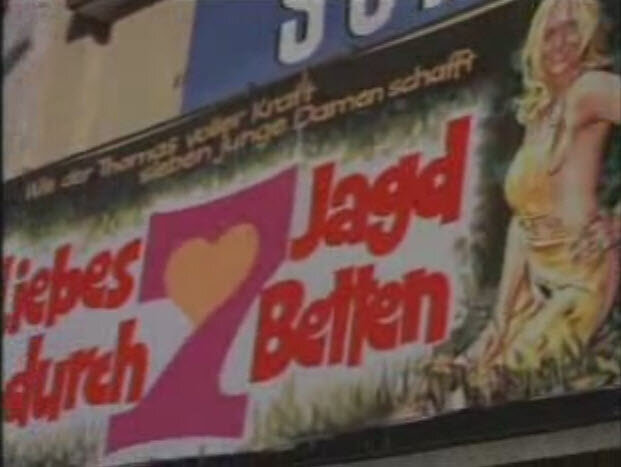 Wie der Thomas voller Kraft
sieben junge Damen schafft
Liebes Jagd
durch 7 Betten